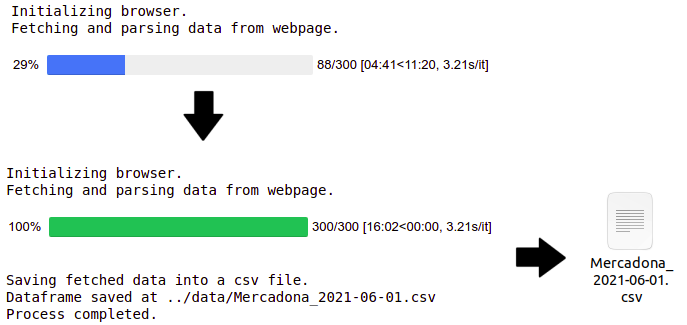 Initializing browser.
Fetching and parsing data from webpage.
29% 88/300 [04:41<11:20, 3.21s/it]
Initializing browser.
Fetching and parsing data from webpage.
100% 300/300 [16:02<00:00, 3.21s/it]
Saving fetched data into a csv file.
Dataframe saved at ../data/Mercadona_2021-06-01.csv
Process completed.
Mercadona_
2021-06-01.
csv